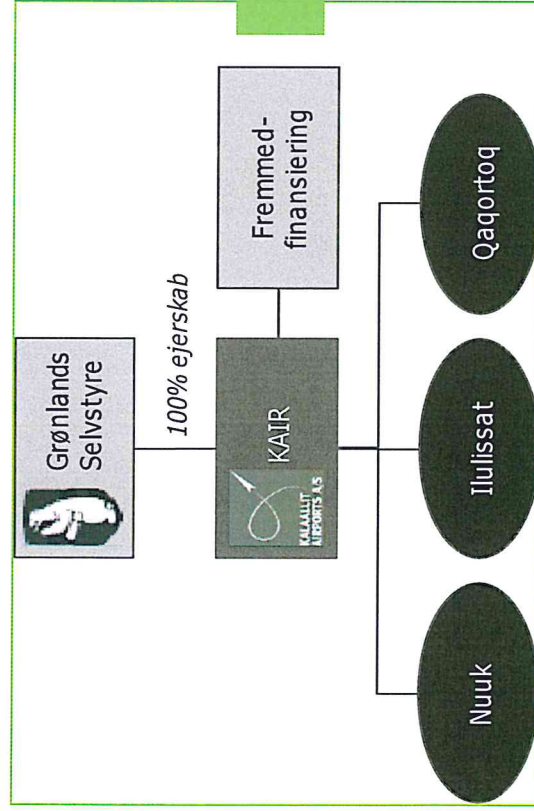 Grønlands
Selvstyre
100% ejerskab
KALAALLIT
AIRPORTS A/S
KAIR
Fremmed-
finansiering
Nuuk
Ilulissat
Qaqortoq